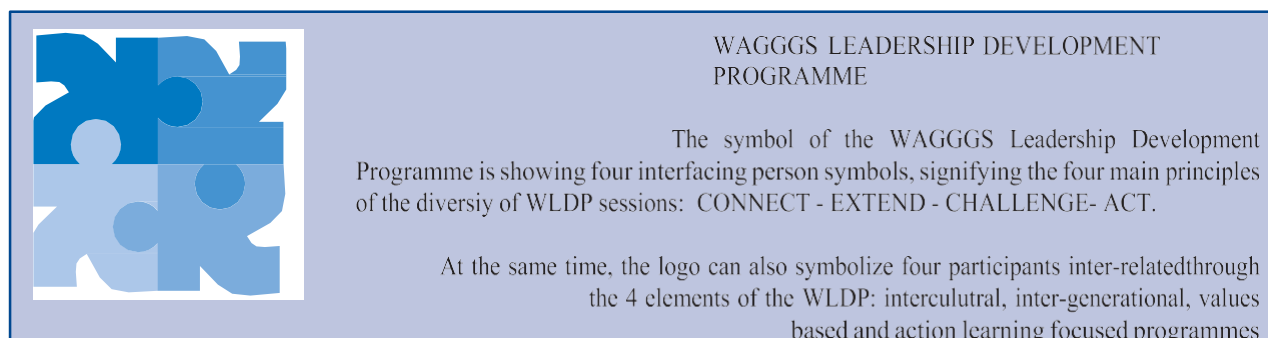 WAGGGS LEADERSHIP DEVELOPMENT
PROGRAMME
The symbol of the WAGGGS Leadership Development
Programme is showing four interfacing person symbols, signifying the four main principles
of the diversiy of WLDP sessions: CONNECT - EXTEND - CHALLENGE- ACT.
At the same time, the logo can also symbolize four participants inter-relatedthrough
the 4 elements of the WLDP: interculutral, inter-generational, values
based and action learning focused programmes